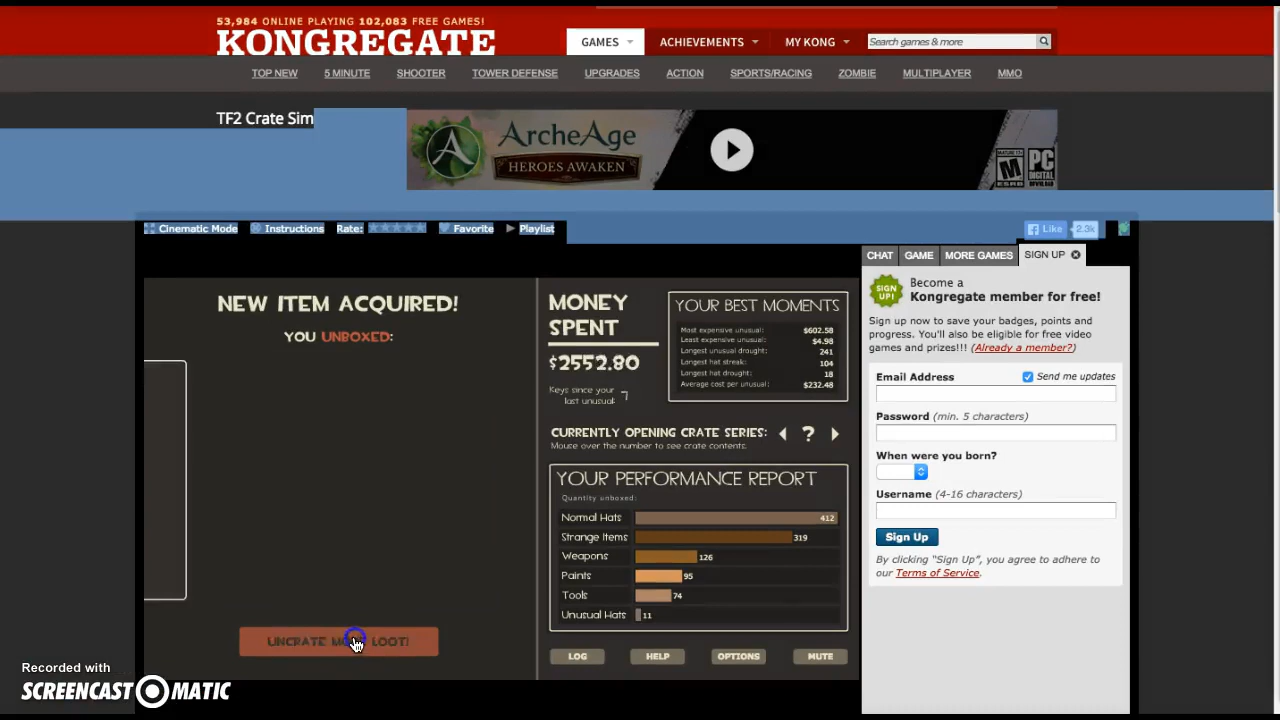 53,984 ONLINE PLAYING 102,083 FREE GAMES!
KONGREGATE
GAMES
ACHIEVEMENTS
MY KONG
Search games & more
TOP NEW
5 MINUTE
SHOOTER
TOWER DEFENSE
UPGRADES
ACTION
SPORTS/RACING
ZOMBIE
MULTIPLAYER
MMO
TF2 Crate Sim
ArcheAge
HEROES AWAKEN
M
ESRB
PC
DIGITAL
Cinematic Mode
Instructions
Rate:
Favorite
Playlist
Like
2.3k
CHAT
GAME
MORE GAMES
SIGN UP
NEW ITEM ACQUIRED!
YOU UNBOXED:
UNCRATE LOOT!
MONEY
SPENT
$2552.80
Keys since your
last unusual: 7
YOUR BEST MOMENTS
Most expensive unusual: $602.58
Least expensive unusual: $4.98
Longest unusual drought: 241
Longest hat streak: 104
Longest hat drought: 18
Average cost per unusual: $232.48
CURRENTLY OPENING CRATE SERIES: ?
Mouse over the number to see crate contents.
YOUR PERFORMANCE REPORT
Quantity unboxed:
Normal Hats 412
Strange Items 319
Weapons 126
Paints 95
Tools 74
Unusual Hats 11
LOG
HELP
OPTIONS
MUTE
SIGN
UP!
Become a
Kongregate member for free!
Sign up now to save your badges, points and
progress. You'll also be eligible for free video
games and prizes!!! (Already a member?)
Email Address
Send me updates
Password (min. 5 characters)
When were you born?
Username (4-16 characters)
Sign Up
By clicking "Sign Up", you agree to adhere to
our Terms of Service.
Recorded with
SCREENCAST-O-MATIC